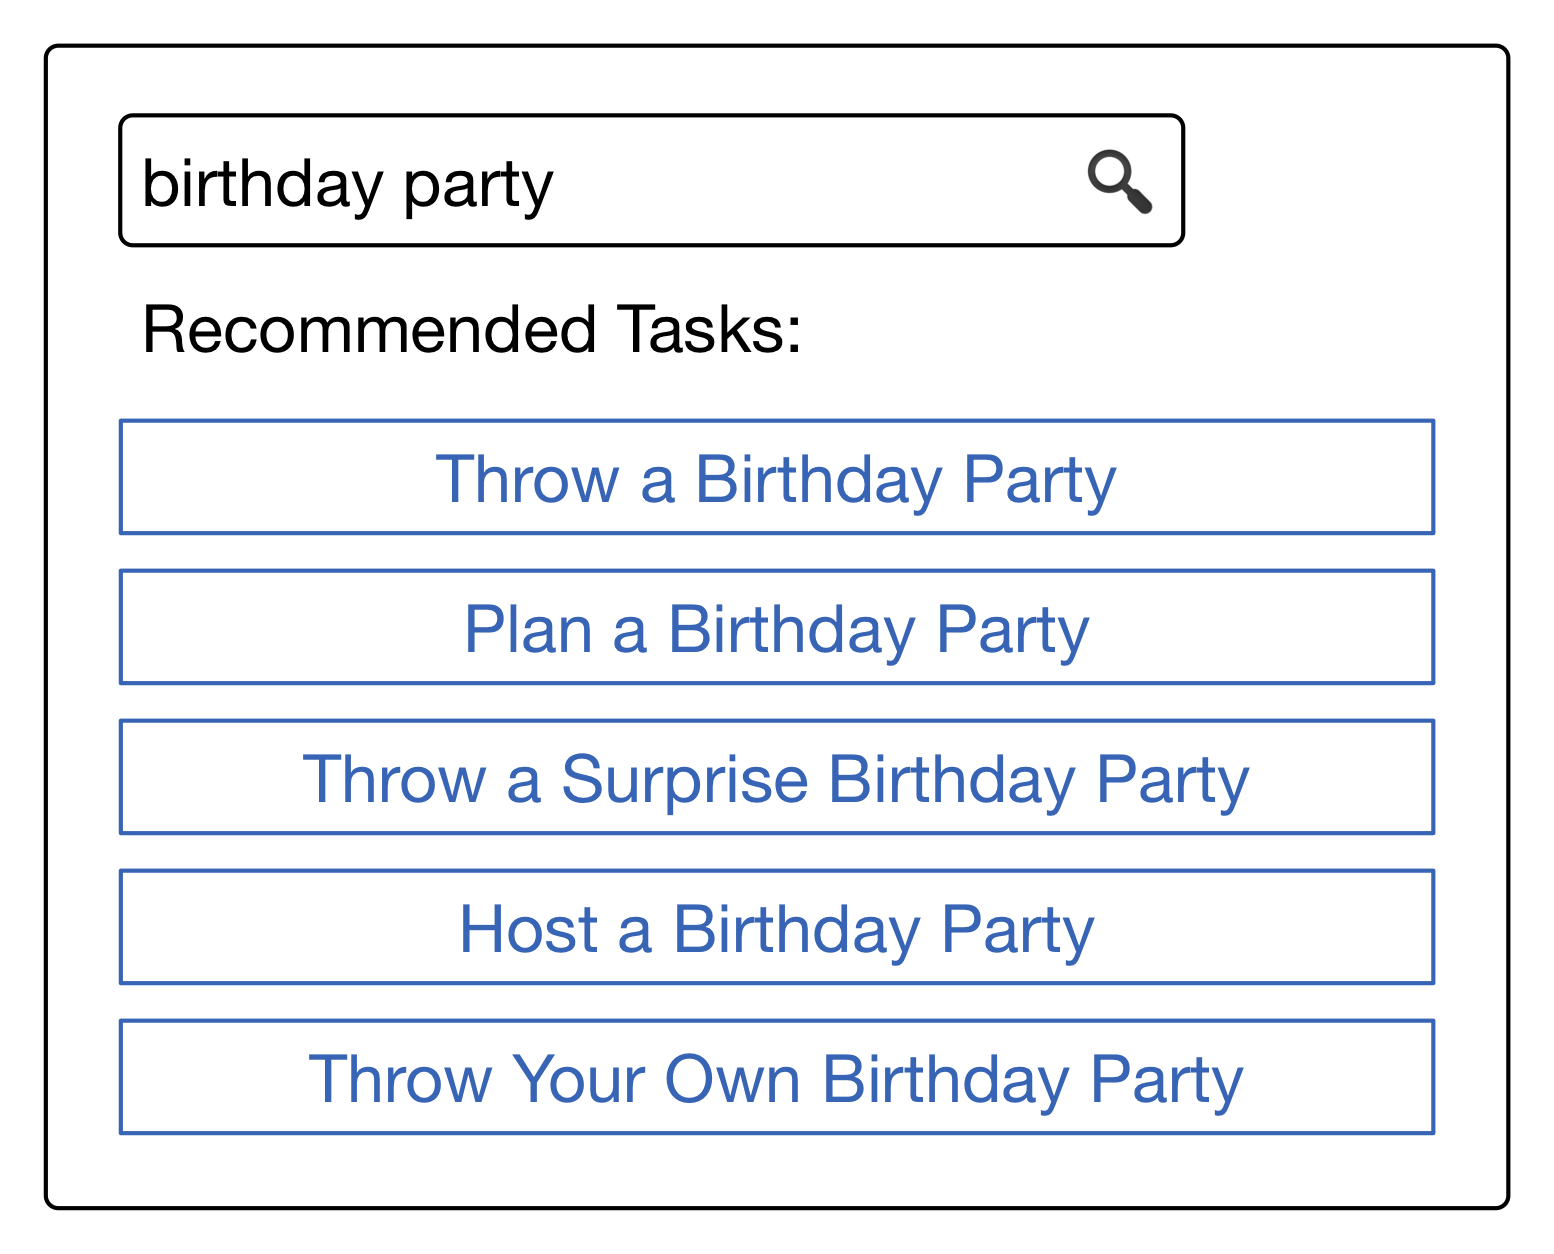 birthday party
Recommended Tasks:
Throw a Birthday Party
Plan a Birthday Party
Throw a Surprise Birthday Party
Host a Birthday Party
Throw Your Own Birthday Party